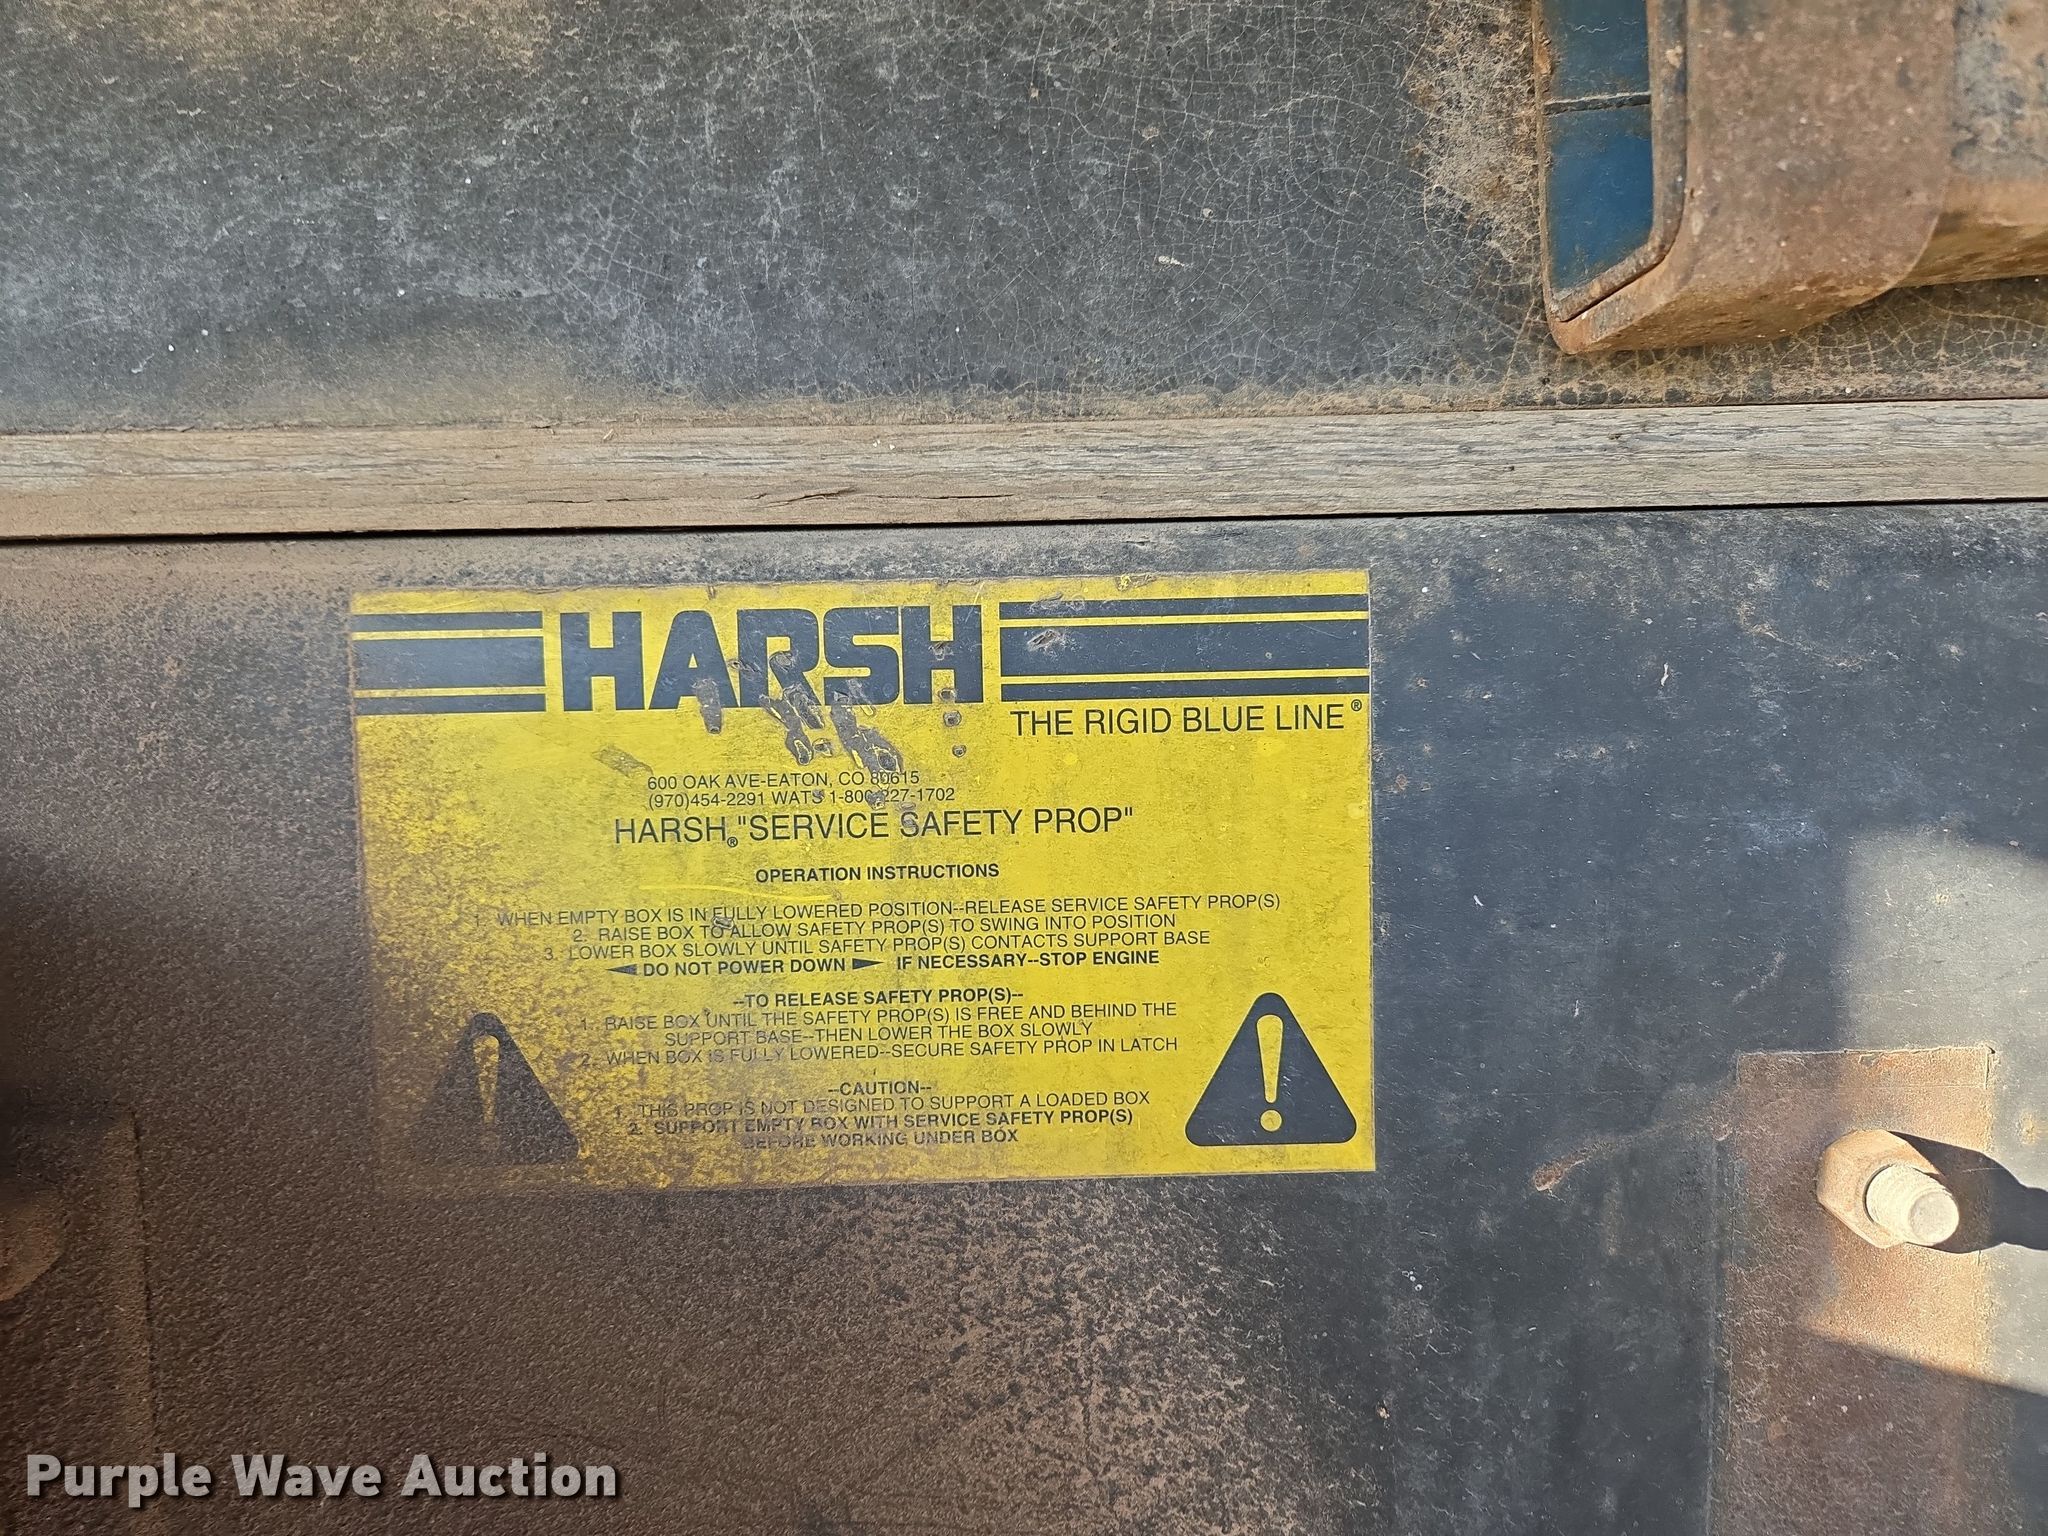 HARSH
THE RIGID BLUE LINE®
600 OAK AVE-EATON, CO 80615
(970)454-2291 WATS 1-800-227-1702
HARSH® "SERVICE SAFETY PROP"
OPERATION INSTRUCTIONS
1. WHEN EMPTY BOX IS IN FULLY LOWERED POSITION--RELEASE SERVICE SAFETY PROP(S)
2. RAISE BOX TO ALLOW SAFETY PROP(S) TO SWING INTO POSITION
3. LOWER BOX SLOWLY UNTIL SAFETY PROP(S) CONTACTS SUPPORT BASE
DO NOT POWER DOWN IF NECESSARY--STOP ENGINE
--TO RELEASE SAFETY PROP(S)--
1. RAISE BOX UNTIL THE SAFETY PROP(S) IS FREE AND BEHIND THE
SUPPORT BASE--THEN LOWER THE BOX SLOWLY
2. WHEN BOX IS FULLY LOWERED--SECURE SAFETY PROP IN LATCH
--CAUTION--
1. THIS PROP IS NOT DESIGNED TO SUPPORT A LOADED BOX
2. SUPPORT EMPTY BOX WITH SERVICE SAFETY PROP(S)
BEFORE WORKING UNDER BOX
Purple Wave Auction